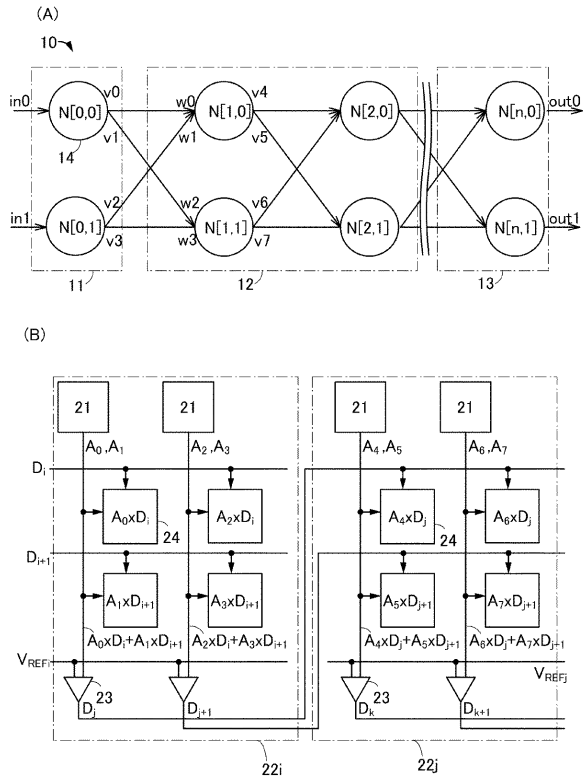 (A)
10
in0 N[0,0] v0 w0 N[1,0] v4 N[2,0] N[n,0] out0
v1 w1 v5
14
in1 N[0,1] v2 w2 N[1,1] v6 N[2,1] N[n,1] out1
v3 w3 v7
11 12 13
(B)
21 21 21 21
A₀,A₁ A₂,A₃ A₄,A₅ A₆,A₇
Dᵢ
A₀xDᵢ A₂xDᵢ A₄xDⱼ A₆xDⱼ
24 24
Dᵢ₊₁
A₁xDᵢ₊₁ A₃xDᵢ₊₁ A₅xDⱼ₊₁ A₇xDⱼ₊₁
A₀xDᵢ+A₁xDᵢ₊₁ A₂xDᵢ+A₃xDᵢ₊₁ A₄xDⱼ+A₅xDⱼ₊₁ A₆xDⱼ+A₇xDⱼ₊₁
V_REFi V_REFj
23 23
Dⱼ Dⱼ₊₁ Dₖ Dₖ₊₁
22i 22j